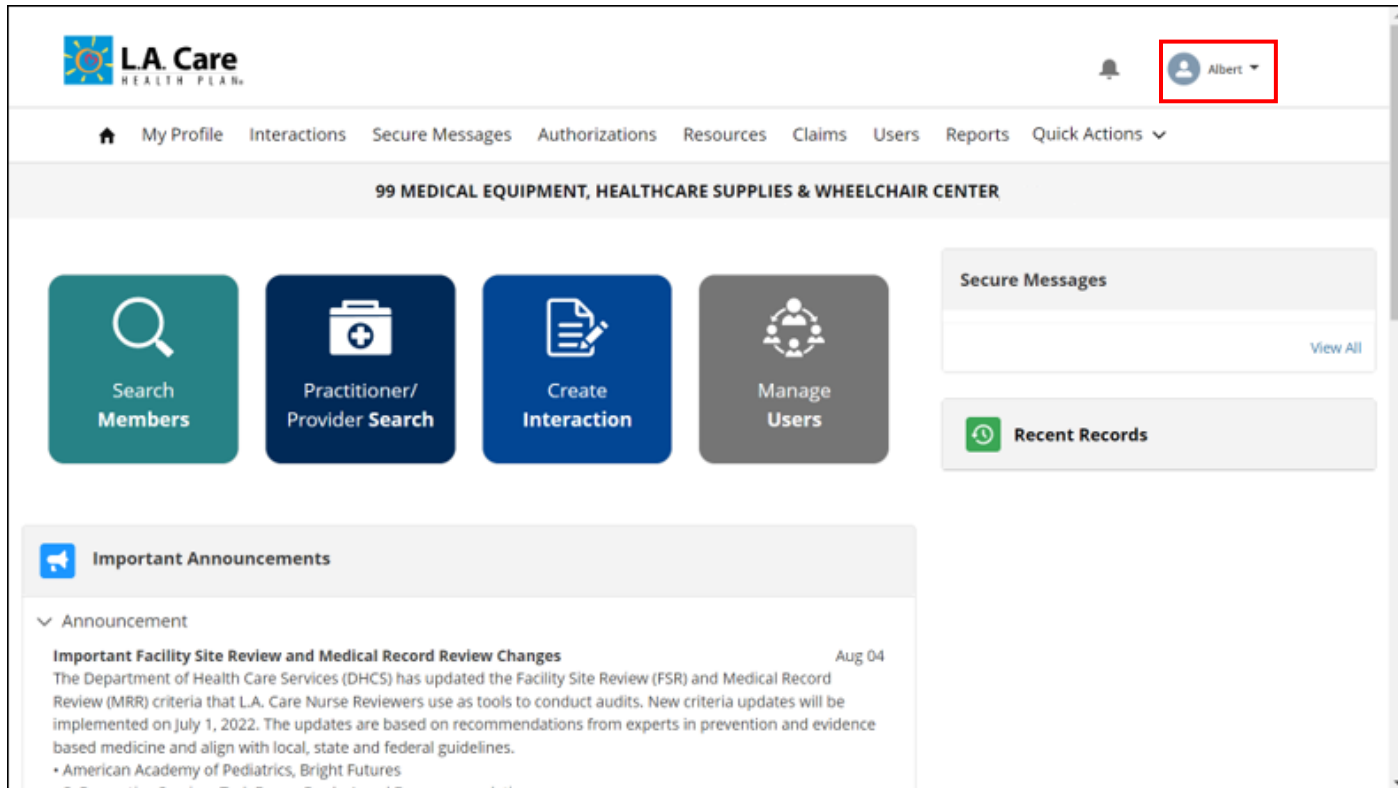 L.A. Care
HEALTH PLAN®
Albert
My Profile Interactions Secure Messages Authorizations Resources Claims Users Reports Quick Actions
99 MEDICAL EQUIPMENT, HEALTHCARE SUPPLIES & WHEELCHAIR CENTER
Search
Members
Practitioner/
Provider Search
Create
Interaction
Manage
Users
Secure Messages
View All
Recent Records
Important Announcements
Announcement
Important Facility Site Review and Medical Record Review Changes Aug 04
The Department of Health Care Services (DHCS) has updated the Facility Site Review (FSR) and Medical Record
Review (MRR) criteria that L.A. Care Nurse Reviewers use as tools to conduct audits. New criteria updates will be
implemented on July 1, 2022. The updates are based on recommendations from experts in prevention and evidence
based medicine and align with local, state and federal guidelines.
• American Academy of Pediatrics, Bright Futures